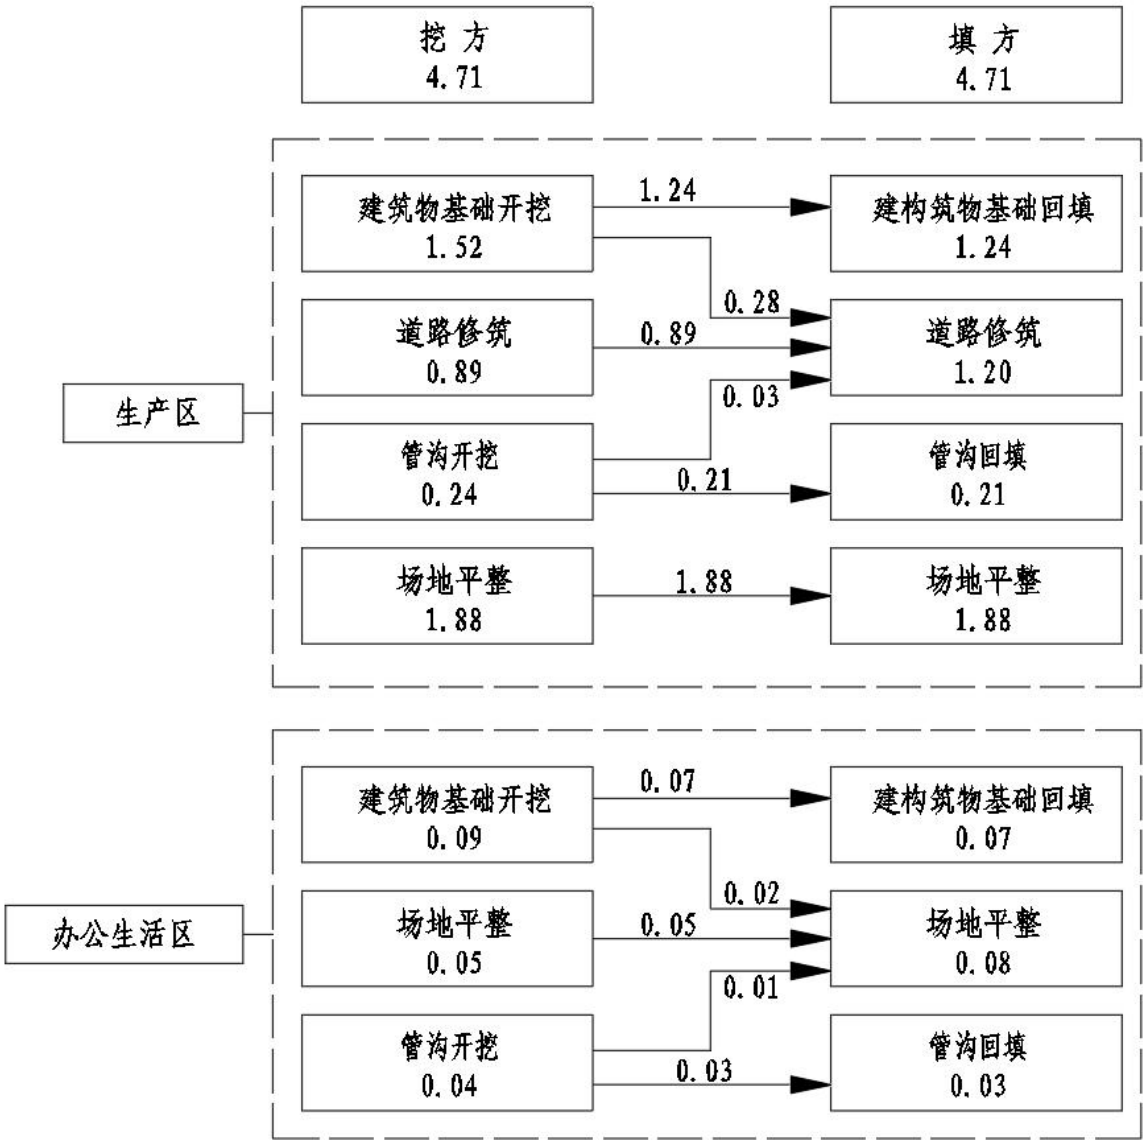 挖 方
4.71
填 方
4.71
生产区
建筑物基础开挖
1.52
1.24
建构筑物基础回填
1.24
0.28
道路修筑
0.89
0.89
道路修筑
1.20
0.03
管沟开挖
0.24
0.21
管沟回填
0.21
场地平整
1.88
1.88
场地平整
1.88
办公生活区
建筑物基础开挖
0.09
0.07
建构筑物基础回填
0.07
0.02
场地平整
0.05
0.05
场地平整
0.08
0.01
管沟开挖
0.04
0.03
管沟回填
0.03